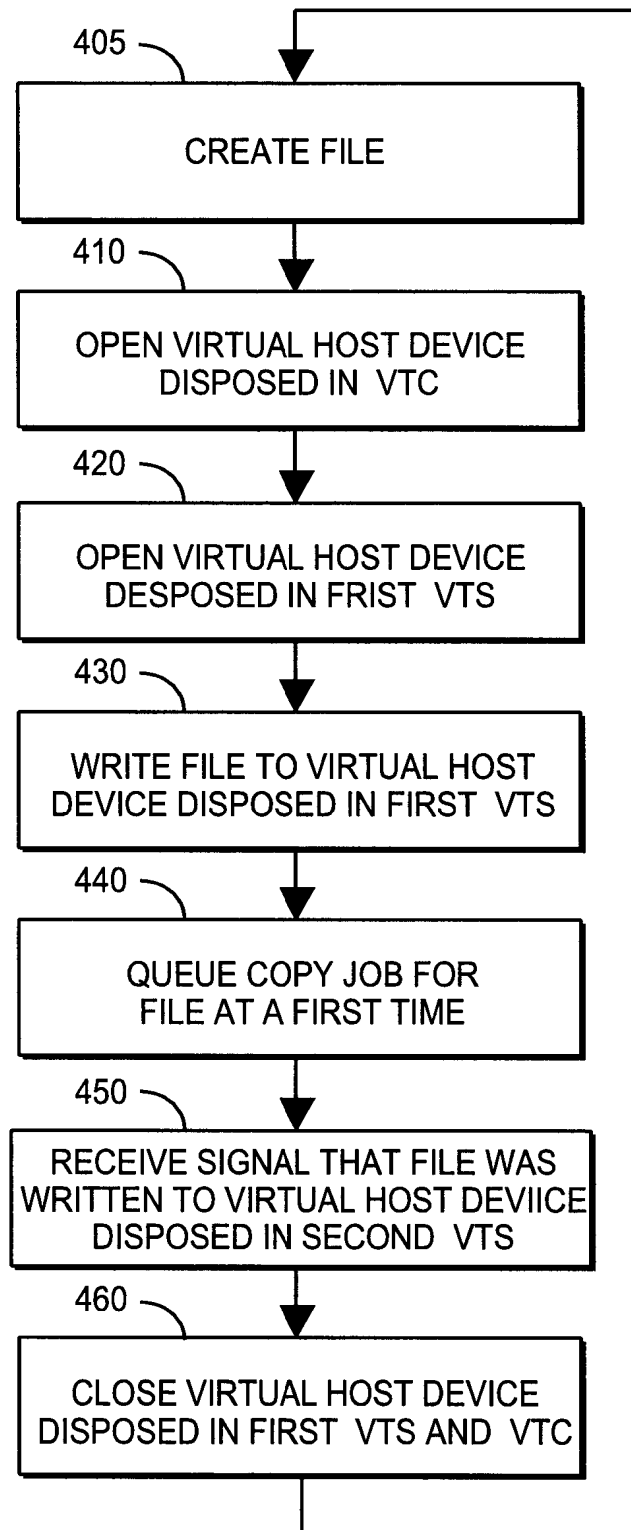 405
CREATE FILE
410
OPEN VIRTUAL HOST DEVICE
DISPOSED IN VTC
420
OPEN VIRTUAL HOST DEVICE
DESPOSED IN FRIST VTS
430
WRITE FILE TO VIRTUAL HOST
DEVICE DISPOSED IN FIRST VTS
440
QUEUE COPY JOB FOR
FILE AT A FIRST TIME
450
RECEIVE SIGNAL THAT FILE WAS
WRITTEN TO VIRTUAL HOST DEVIICE
DISPOSED IN SECOND VTS
460
CLOSE VIRTUAL HOST DEVICE
DISPOSED IN FIRST VTS AND VTC